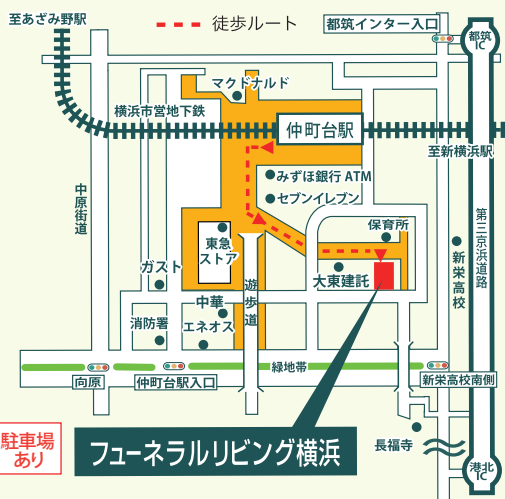 至あざみ野駅
徒歩ルート
都筑インター入口
都筑
IC
マクドナルド
横浜市営地下鉄
仲町台駅
至新横浜駅
みずほ銀行 ATM
セブンイレブン
中原街道
保育所
第三京浜道路
東急
ストア
新栄高校
ガスト
遊歩道
大東建託
中華
消防署
エネオス
緑地帯
向原
仲町台駅入口
新栄高校南側
駐車場
あり
フューネラルリビング横浜
長福寺
港北
IC